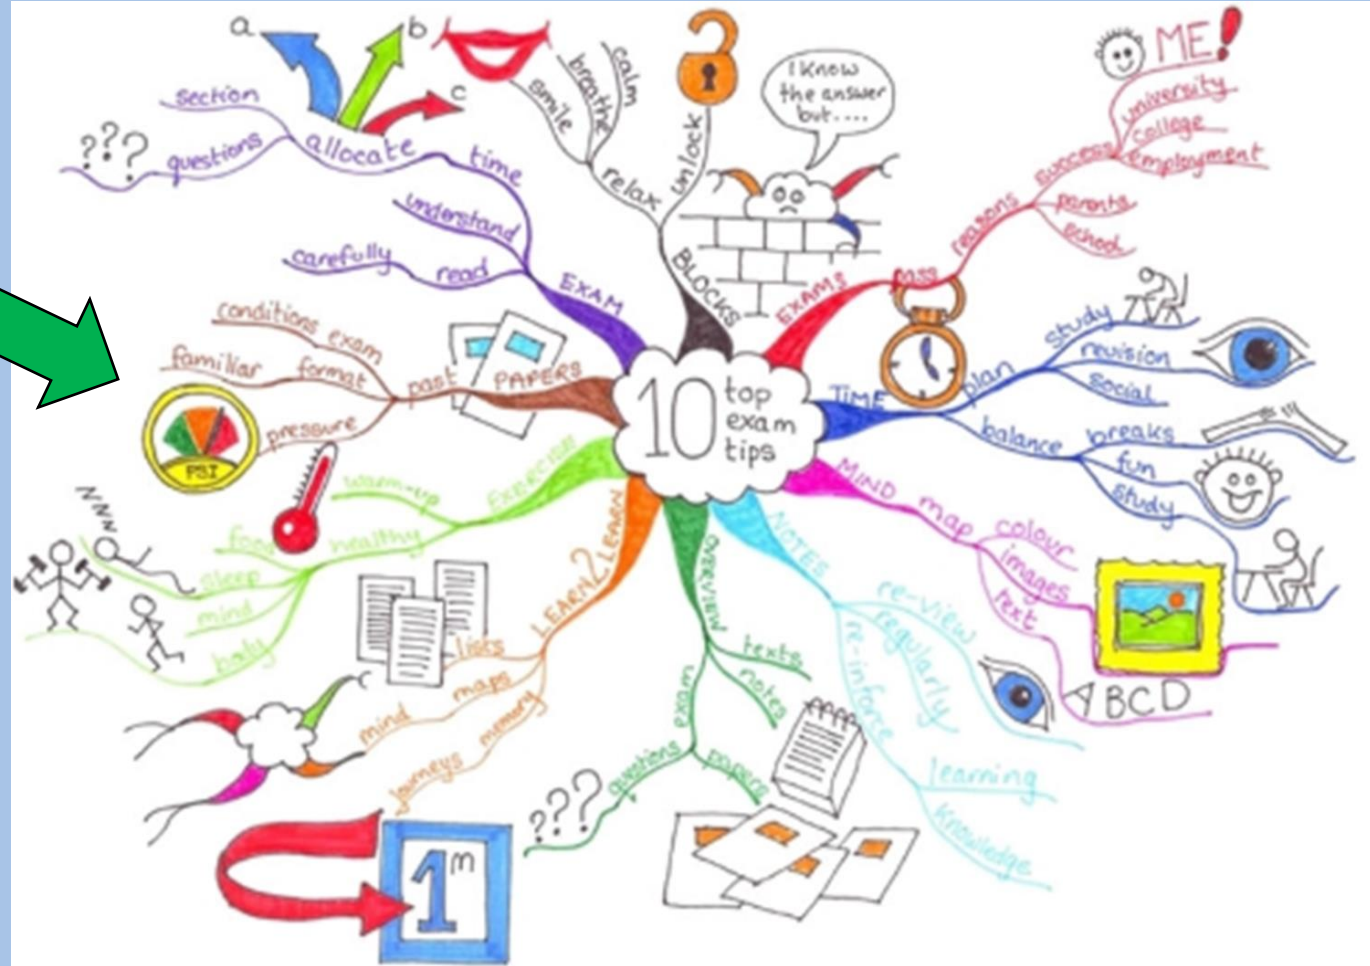 10
top
exam
tips
EXAMS
pass
reasons
success
ME!
university
college
employment
parents
school
TIME
plan
study
revision
social
balance
breaks
fun
study
MIND
map
colour
images
text
ABCD
NOTES
re-view
regularly
re-inforce
learning
knowledge
OVERVIEW
texts
notes
exam
papers
questions
???
LEARN 2 LEARN
lists
maps
mind
memory
journeys
1m
EXERCISE
warm-up
healthy
food
sleep
mind
body
NNN
PAPERS
past
exam
conditions
format
familiar
pressure
PSI
EXAM
time
allocate
section
questions
???
a
b
c
understand
read
carefully
BLOCKS
relax
smile
breathe
calm
unlock
I know
the answer
but....